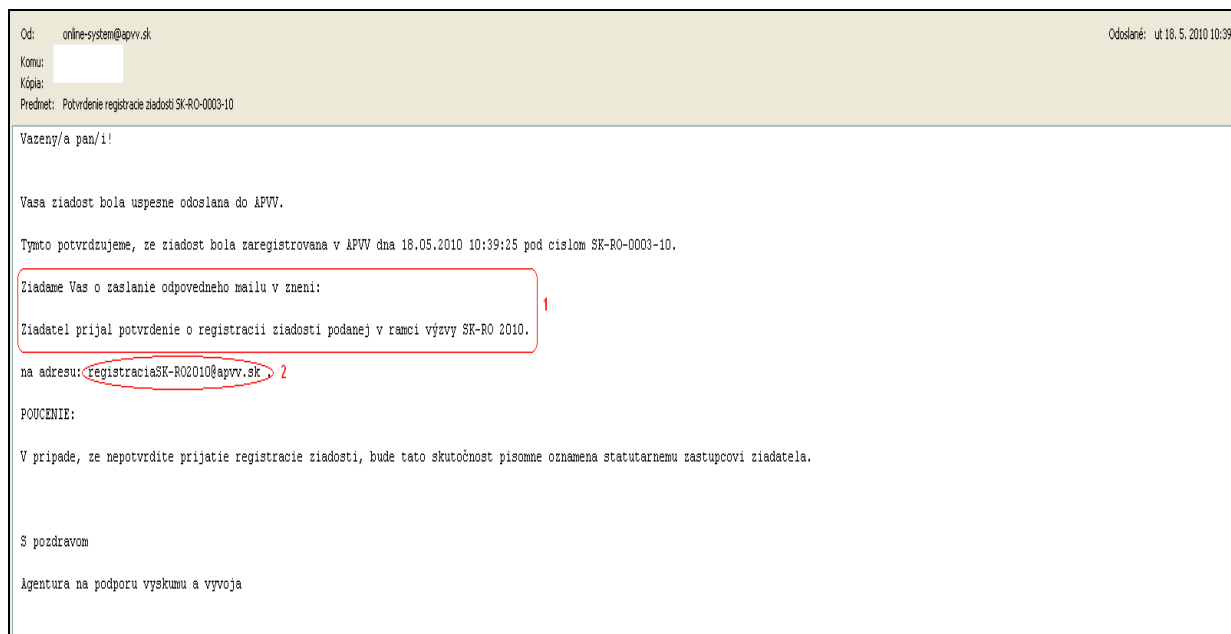 Od: online-system@apvv.sk Odoslané: ut 18. 5. 2010 10:39
Komu:
Kópia:
Predmet: Potvrdenie registracie ziadosti SK-RO-0003-10
Vazeny/a pan/i!
Vasa ziadost bola uspesne odoslana do APVV.
Tymto potvrdzujeme, ze ziadost bola zaregistrovana v APVV dna 18.05.2010 10:39:25 pod cislom SK-RO-0003-10.
Ziadame Vas o zaslanie odpovedneho mailu v zneni:
1
Ziadatel prijal potvrdenie o registracii ziadosti podanej v ramci výzvy SK-RO 2010.
na adresu: registraciaSK-RO2010@apvv.sk . 2
POUCENIE:
V pripade, ze nepotvrdite prijatie registracie ziadosti, bude tato skutočnost pisomne oznamena statutarnemu zastupcovi ziadatela.
S pozdravom
Agentura na podporu vyskumu a vyvoja